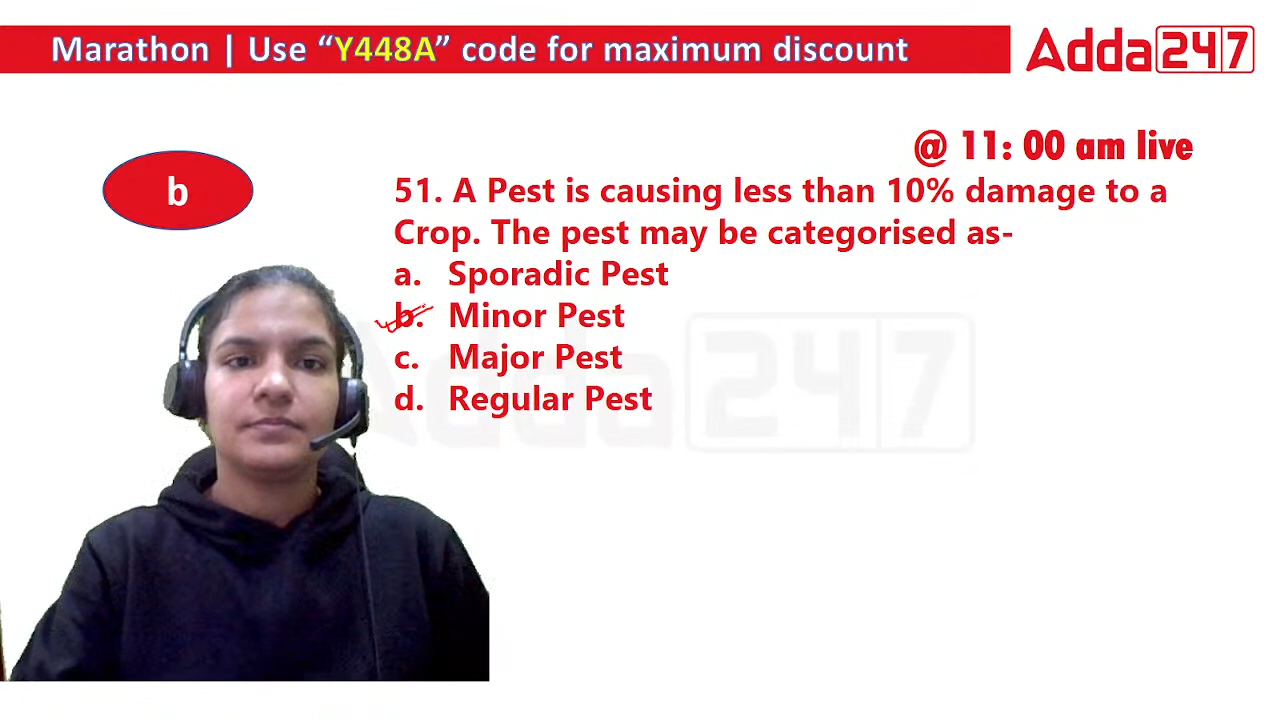 Marathon | Use “Y448A” code for maximum discount
Adda247
@ 11: 00 am live
b
51. A Pest is causing less than 10% damage to a
Crop. The pest may be categorised as-
a. Sporadic Pest
b. Minor Pest
c. Major Pest
d. Regular Pest
Adda247